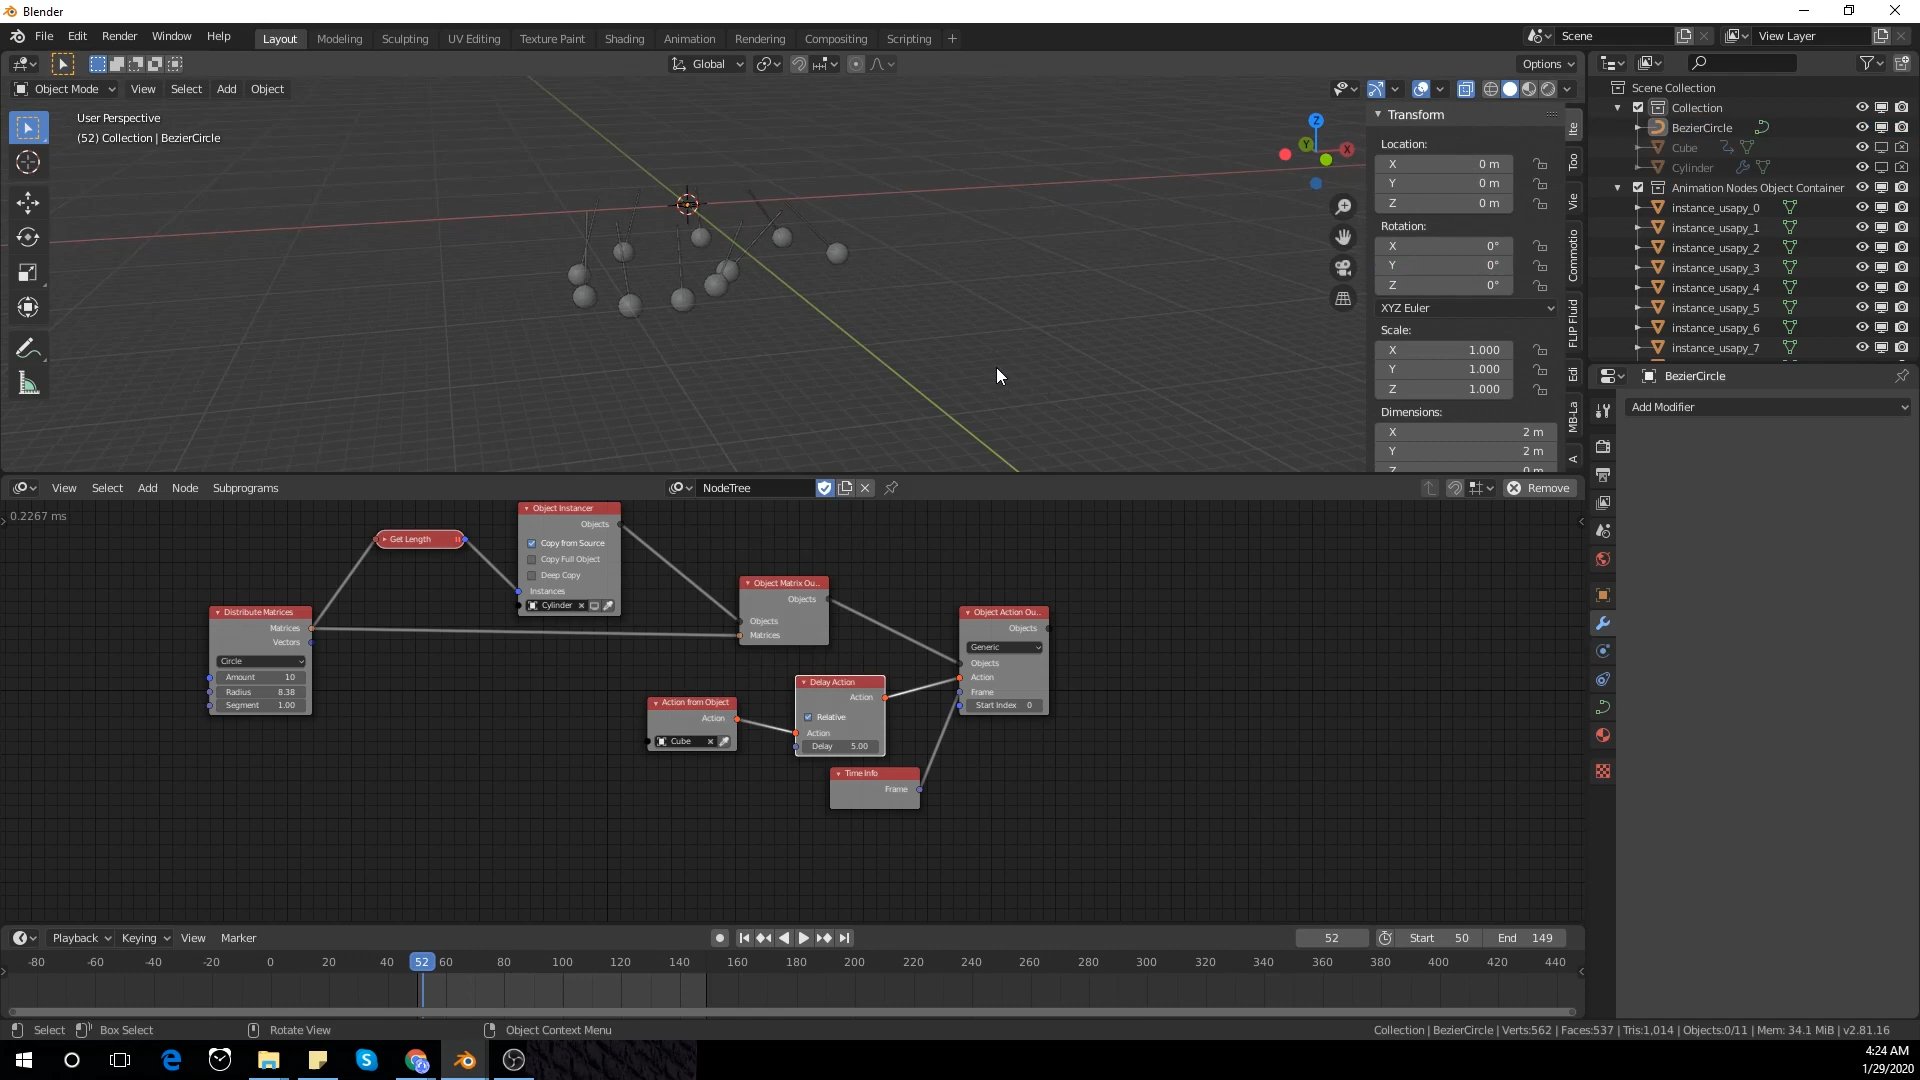 Blender
File Edit Render Window Help
Layout Modeling Sculpting UV Editing Texture Paint Shading Animation Rendering Compositing Scripting +
Scene View Layer
Global Options
Object Mode View Select Add Object
User Perspective
(52) Collection | BezierCircle
Z
Y
X
Transform
Location:
X 0 m
Y 0 m
Z 0 m
Rotation:
X 0°
Y 0°
Z 0°
XYZ Euler
Scale:
X 1.000
Y 1.000
Z 1.000
Dimensions:
X 2 m
Y 2 m
Z 0 m
Ite
Too
Vie
Commotio
FLIP Fluid
Edi
MB-La
A
Scene Collection
Collection
BezierCircle
Cube
Cylinder
Animation Nodes Object Container
instance_usapy_0
instance_usapy_1
instance_usapy_2
instance_usapy_3
instance_usapy_4
instance_usapy_5
instance_usapy_6
instance_usapy_7
BezierCircle
Add Modifier
View Select Add Node Subprograms NodeTree Remove
0.2267 ms
Get Length
Object Instancer
Objects
Copy from Source
Copy Full Object
Deep Copy
Instances
Cylinder
Distribute Matrices
Matrices
Vectors
Circle
Amount 10
Radius 8.38
Segment 1.00
Object Matrix Ou...
Objects
Objects
Matrices
Action from Object
Action
Cube
Delay Action
Action
Relative
Action
Delay 5.00
Time Info
Frame
Object Action Ou...
Objects
Generic
Objects
Action
Frame
Start Index 0
Playback Keying View Marker 52 Start 50 End 149
-80 -60 -40 -20 0 20 40 52 60 80 100 120 140 160 180 200 220 240 260 280 300 320 340 360 380 400 420 440
Select Box Select Rotate View Object Context Menu
Collection | BezierCircle | Verts:562 | Faces:537 | Tris:1,014 | Objects:0/11 | Mem: 34.1 MiB | v2.81.16
4:24 AM
1/29/2020